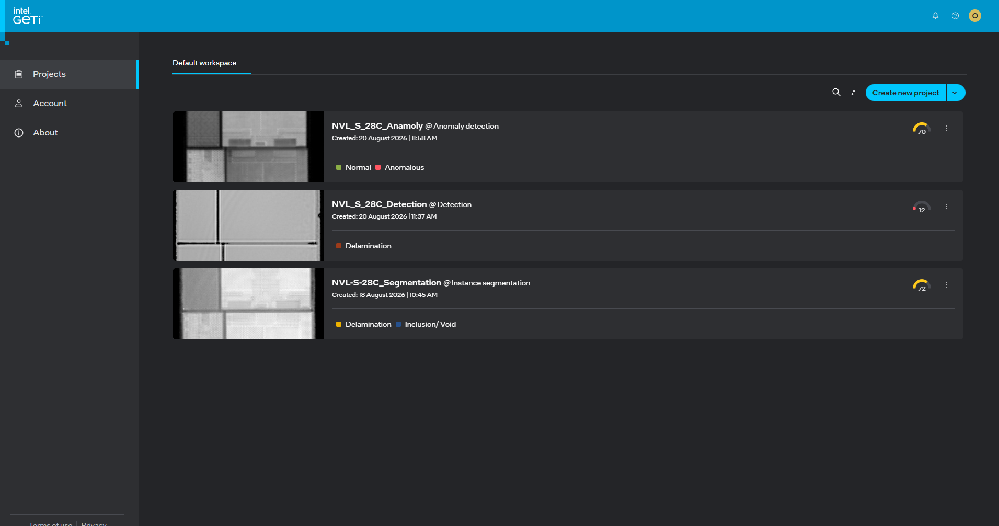 intel
GETi
O
Projects
Account
About
Default workspace
Create new project
NVL_S_28C_Anamoly @ Anomaly detection
Created: 20 August 2026 | 11:58 AM
70
Normal Anomalous
NVL_S_28C_Detection @ Detection
Created: 20 August 2026 | 11:37 AM
12
Delamination
NVL-S-28C_Segmentation @ Instance segmentation
Created: 18 August 2026 | 10:45 AM
72
Delamination Inclusion/ Void
Terms of use | Privacy